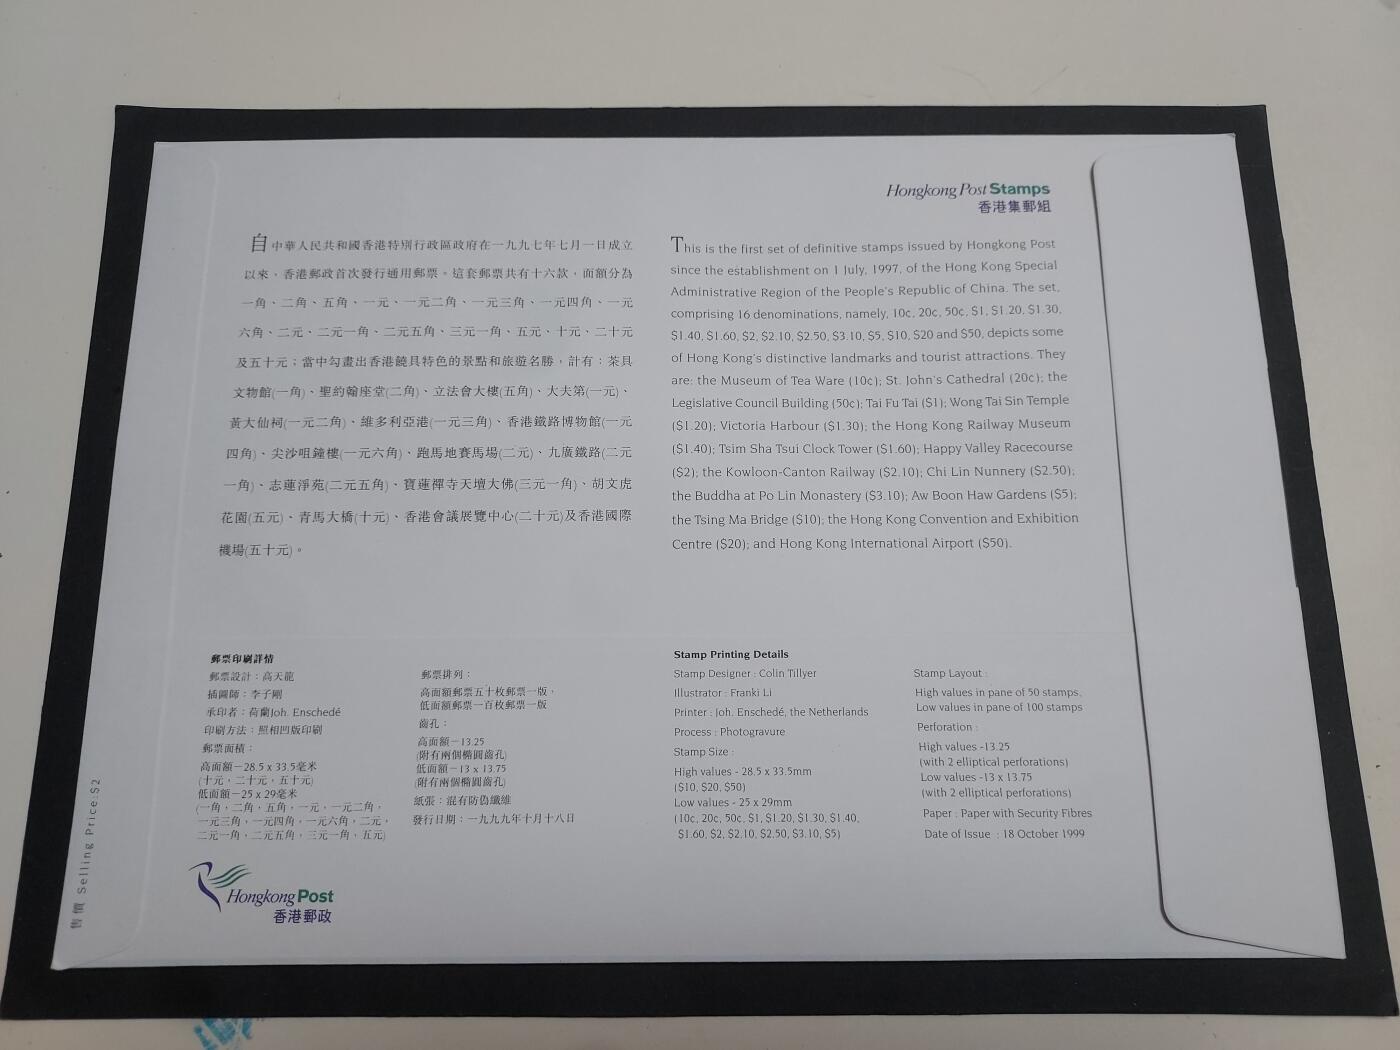 Hongkong Post Stamps
香港集郵組
自中華人民共和國香港特別行政區政府在一九九七年七月一日成立
以來，香港郵政首次發行通用郵票。這套郵票共有十六款，面額分為
一角、二角、五角、一元、一元二角、一元三角、一元四角、一元
六角、二元、二元一角、二元五角、三元一角、五元、十元、二十元
及五十元；當中勾畫出香港饒具特色的景點和旅遊名勝，計有：茶具
文物館(一角)、聖約翰座堂(二角)、立法會大樓(五角)、大夫第(一元)、
黃大仙祠(一元二角)、維多利亞港(一元三角)、香港鐵路博物館(一元
四角)、尖沙咀鐘樓(一元六角)、跑馬地賽馬場(二元)、九廣鐵路(二元
一角)、志蓮淨苑(二元五角)、寶蓮禪寺天壇大佛(三元一角)、胡文虎
花園(五元)、青馬大橋(十元)、香港會議展覽中心(二十元)及香港國際
機場(五十元)。
This is the first set of definitive stamps issued by Hongkong Post
since the establishment on 1 July, 1997, of the Hong Kong Special
Administrative Region of the People's Republic of China. The set,
comprising 16 denominations, namely, 10c, 20c, 50c, $1, $1.20, $1.30,
$1.40, $1.60, $2, $2.10, $2.50, $3.10, $5, $10, $20 and $50, depicts some
of Hong Kong's distinctive landmarks and tourist attractions. They
are: the Museum of Tea Ware (10c); St. John's Cathedral (20c); the
Legislative Council Building (50c); Tai Fu Tai ($1); Wong Tai Sin Temple
($1.20); Victoria Harbour ($1.30); the Hong Kong Railway Museum
($1.40); Tsim Sha Tsui Clock Tower ($1.60); Happy Valley Racecourse
($2); the Kowloon-Canton Railway ($2.10); Chi Lin Nunnery ($2.50);
the Buddha at Po Lin Monastery ($3.10); Aw Boon Haw Gardens ($5);
the Tsing Ma Bridge ($10); the Hong Kong Convention and Exhibition
Centre ($20); and Hong Kong International Airport ($50).
郵票印刷詳情
郵票設計：高天龍
插圖師：李子剛
承印者：荷蘭Joh. Enschedé
印刷方法：照相凹版印刷
郵票面積：
高面額－28.5 x 33.5毫米
(十元，二十元，五十元)
低面額－25 x 29毫米
(一角，二角，五角，一元，一元二角，
一元三角，一元四角，一元六角，二元，
二元一角，二元五角，三元一角，五元)
郵票排列：
高面額郵票五十枚郵票一版，
低面額郵票一百枚郵票一版
齒孔：
高面額－13.25
(附有兩個橢圓齒孔)
低面額－13 x 13.75
(附有兩個橢圓齒孔)
紙張：混有防偽纖維
發行日期：一九九九年十月十八日
Stamp Printing Details
Stamp Designer : Colin Tillyer
Illustrator : Franki Li
Printer : Joh. Enschedé, the Netherlands
Process : Photogravure
Stamp Size :
High values - 28.5 x 33.5mm
($10, $20, $50)
Low values - 25 x 29mm
(10c, 20c, 50c, $1, $1.20, $1.30, $1.40,
$1.60, $2, $2.10, $2.50, $3.10, $5)
Stamp Layout :
High values in pane of 50 stamps,
Low values in pane of 100 stamps
Perforation :
High values -13.25
(with 2 elliptical perforations)
Low values -13 x 13.75
(with 2 elliptical perforations)
Paper : Paper with Security Fibres
Date of Issue : 18 October 1999
售價 Selling Price:$2
Hongkong Post
香港郵政